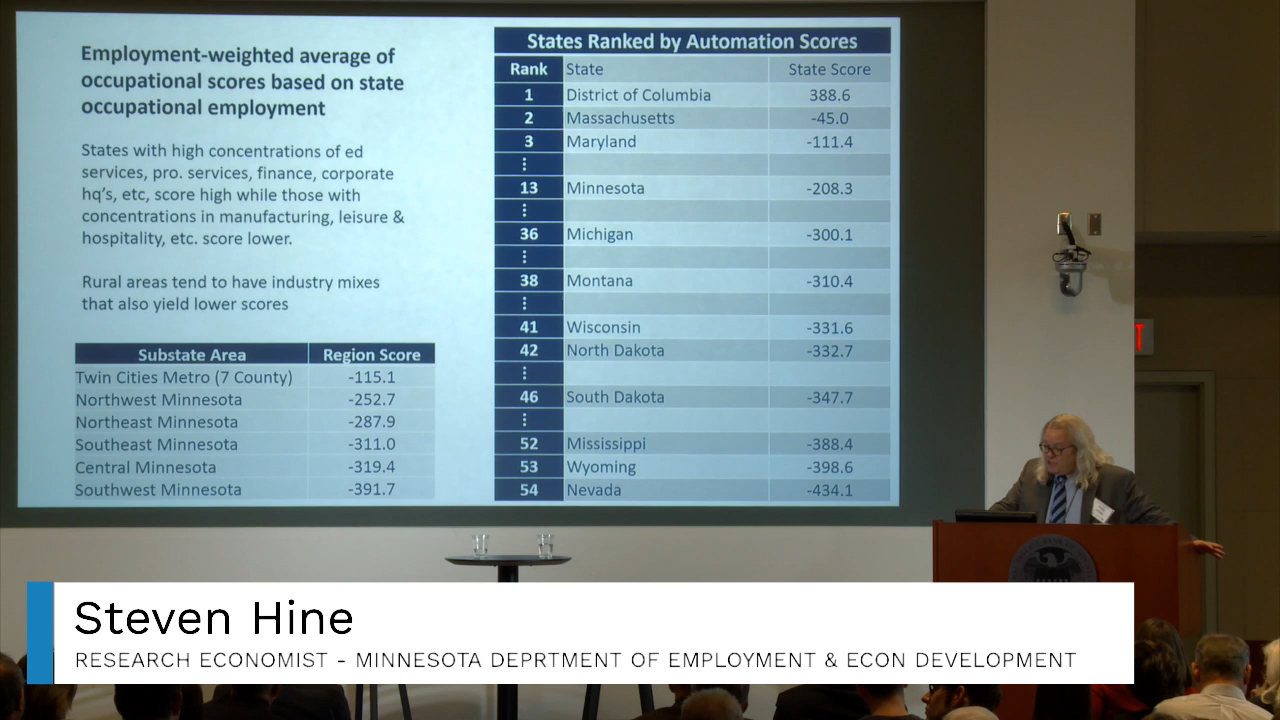 Employment-weighted average of
occupational scores based on state
occupational employment
States with high concentrations of ed
services, pro. services, finance, corporate
hq's, etc, score high while those with
concentrations in manufacturing, leisure &
hospitality, etc. score lower.
Rural areas tend to have industry mixes
that also yield lower scores
Substate Area Region Score
Twin Cities Metro (7 County) -115.1
Northwest Minnesota -252.7
Northeast Minnesota -287.9
Southeast Minnesota -311.0
Central Minnesota -319.4
Southwest Minnesota -391.7
States Ranked by Automation Scores
Rank State State Score
1 District of Columbia 388.6
2 Massachusetts -45.0
3 Maryland -111.4
⋮
13 Minnesota -208.3
⋮
36 Michigan -300.1
⋮
38 Montana -310.4
⋮
41 Wisconsin -331.6
42 North Dakota -332.7
⋮
46 South Dakota -347.7
⋮
52 Mississippi -388.4
53 Wyoming -398.6
54 Nevada -434.1
Steven Hine
RESEARCH ECONOMIST - MINNESOTA DEPRTMENT OF EMPLOYMENT & ECON DEVELOPMENT